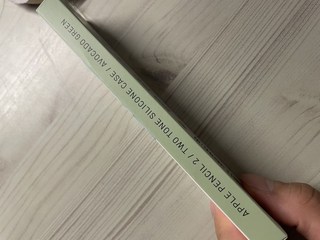 APPLE PENCIL 2 / TWO TONE SILICONE CASE / AVOCADO GREEN